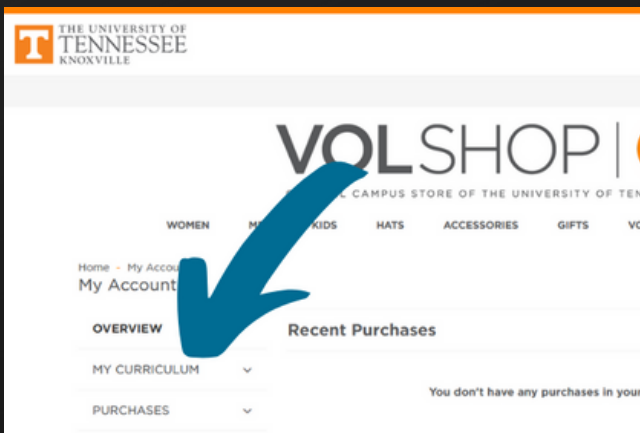 THE UNIVERSITY OF
TENNESSEE
KNOXVILLE
VOLSHOP
CAMPUS STORE OF THE UNIVERSITY OF
WOMEN KIDS HATS ACCESSORIES GIFTS
Home - My
My Account
OVERVIEW
Recent Purchases
MY CURRICULUM
You don't have any purchases in your
PURCHASES